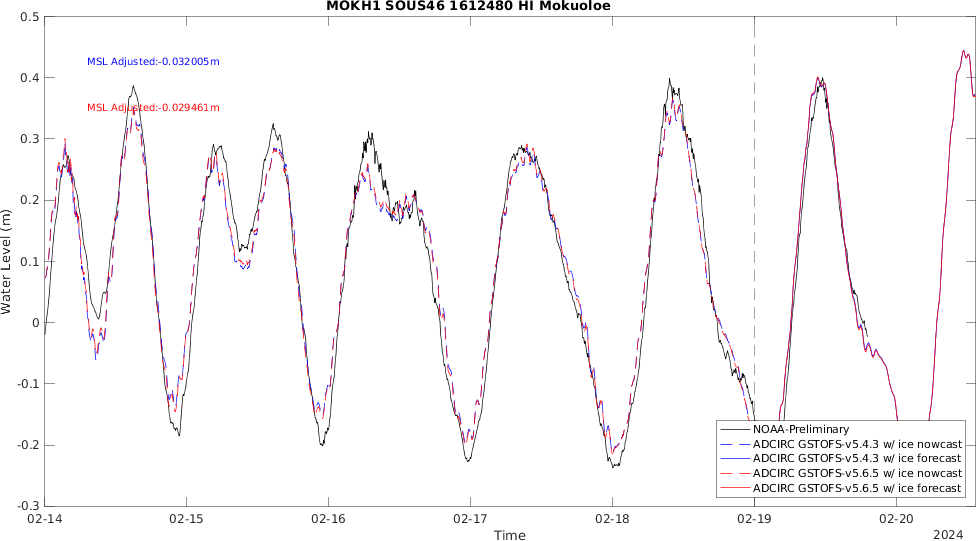 MOKH1 SOUS46 1612480 HI Mokuoloe
0.5
0.4
0.3
0.2
0.1
0
-0.1
-0.2
-0.3
Water Level (m)
MSL Adjusted:-0.032005m
MSL Adjusted:-0.029461m
NOAA-Preliminary
ADCIRC GSTOFS-v5.4.3 w/ ice nowcast
ADCIRC GSTOFS-v5.4.3 w/ ice forecast
ADCIRC GSTOFS-v5.6.5 w/ ice nowcast
ADCIRC GSTOFS-v5.6.5 w/ ice forecast
02-14 02-15 02-16 02-17 02-18 02-19 02-20
Time
2024